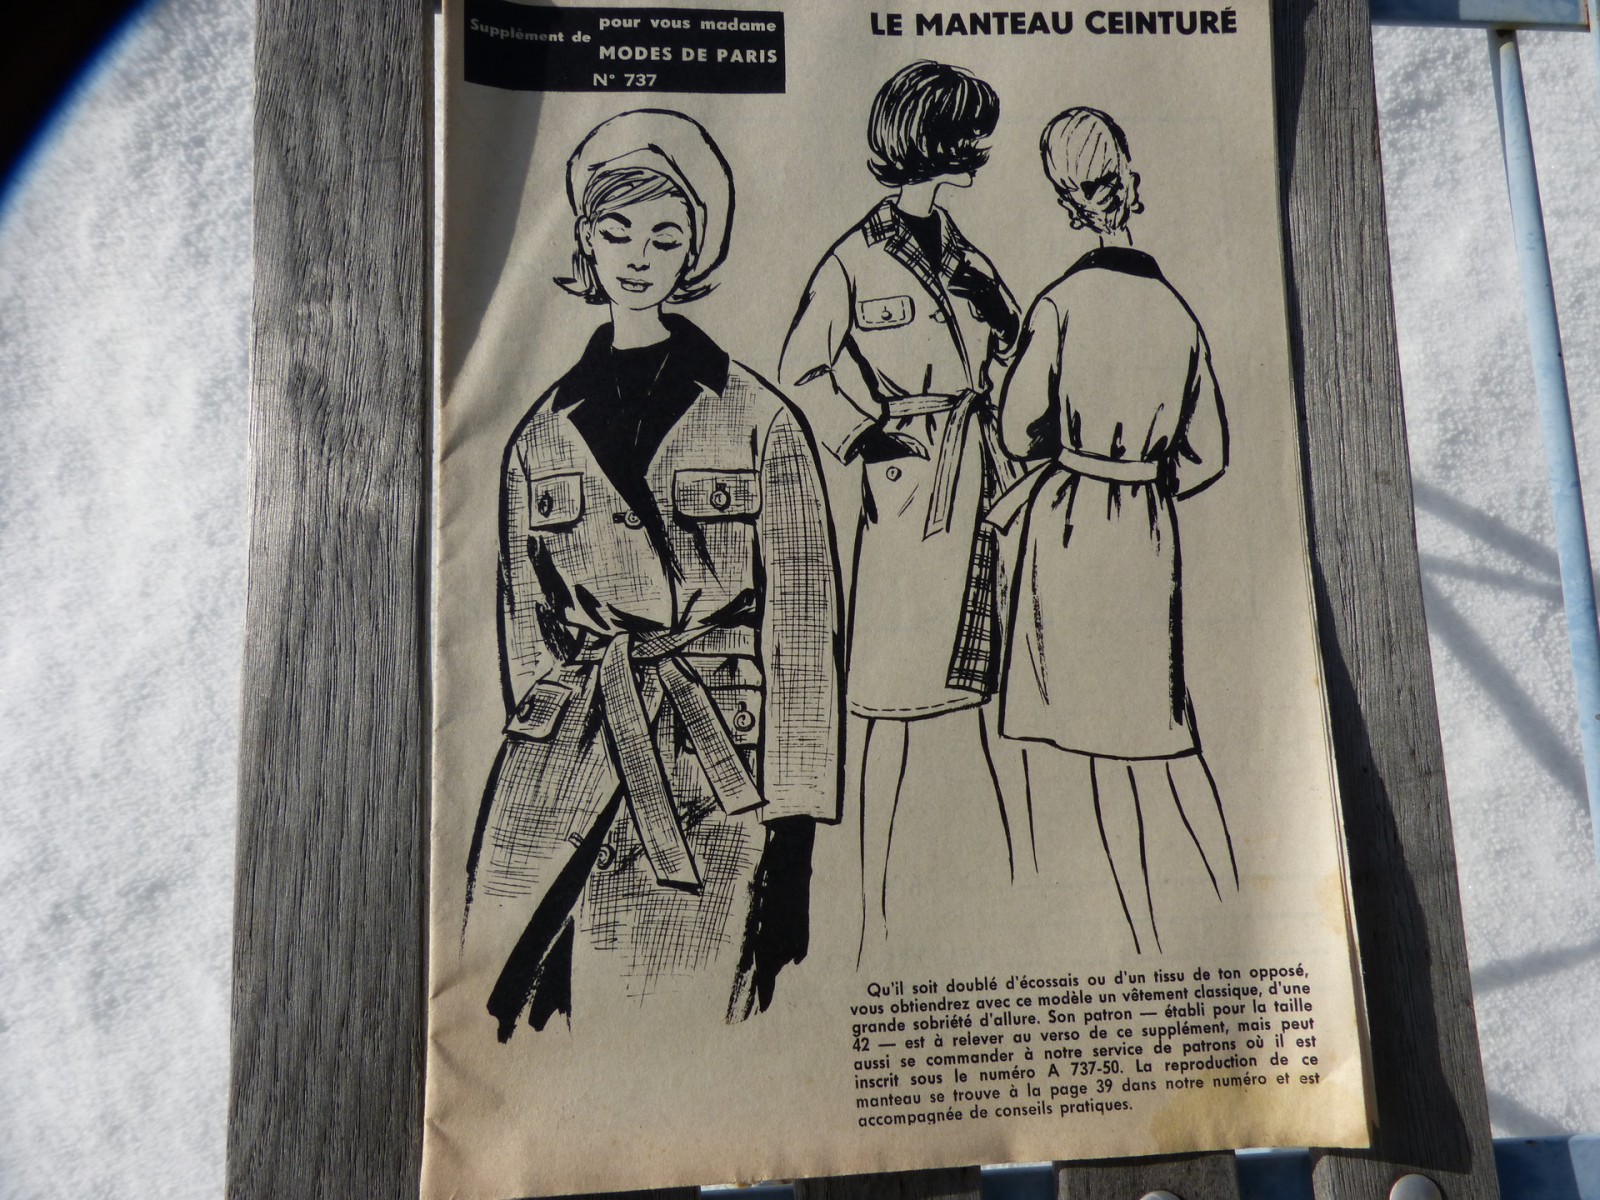 Supplément de pour vous madame
MODES DE PARIS
N° 737
LE MANTEAU CEINTURÉ
Qu'il soit doublé d'écossais ou d'un tissu de ton opposé,
vous obtiendrez avec ce modèle un vêtement classique, d'une
grande sobriété d'allure. Son patron — établi pour la taille
42 — est à relever au verso de ce supplément, mais peut
aussi se commander à notre service de patrons où il est
inscrit sous le numéro A 737-50. La reproduction de ce
manteau se trouve à la page 39 dans notre numéro et est
accompagnée de conseils pratiques.